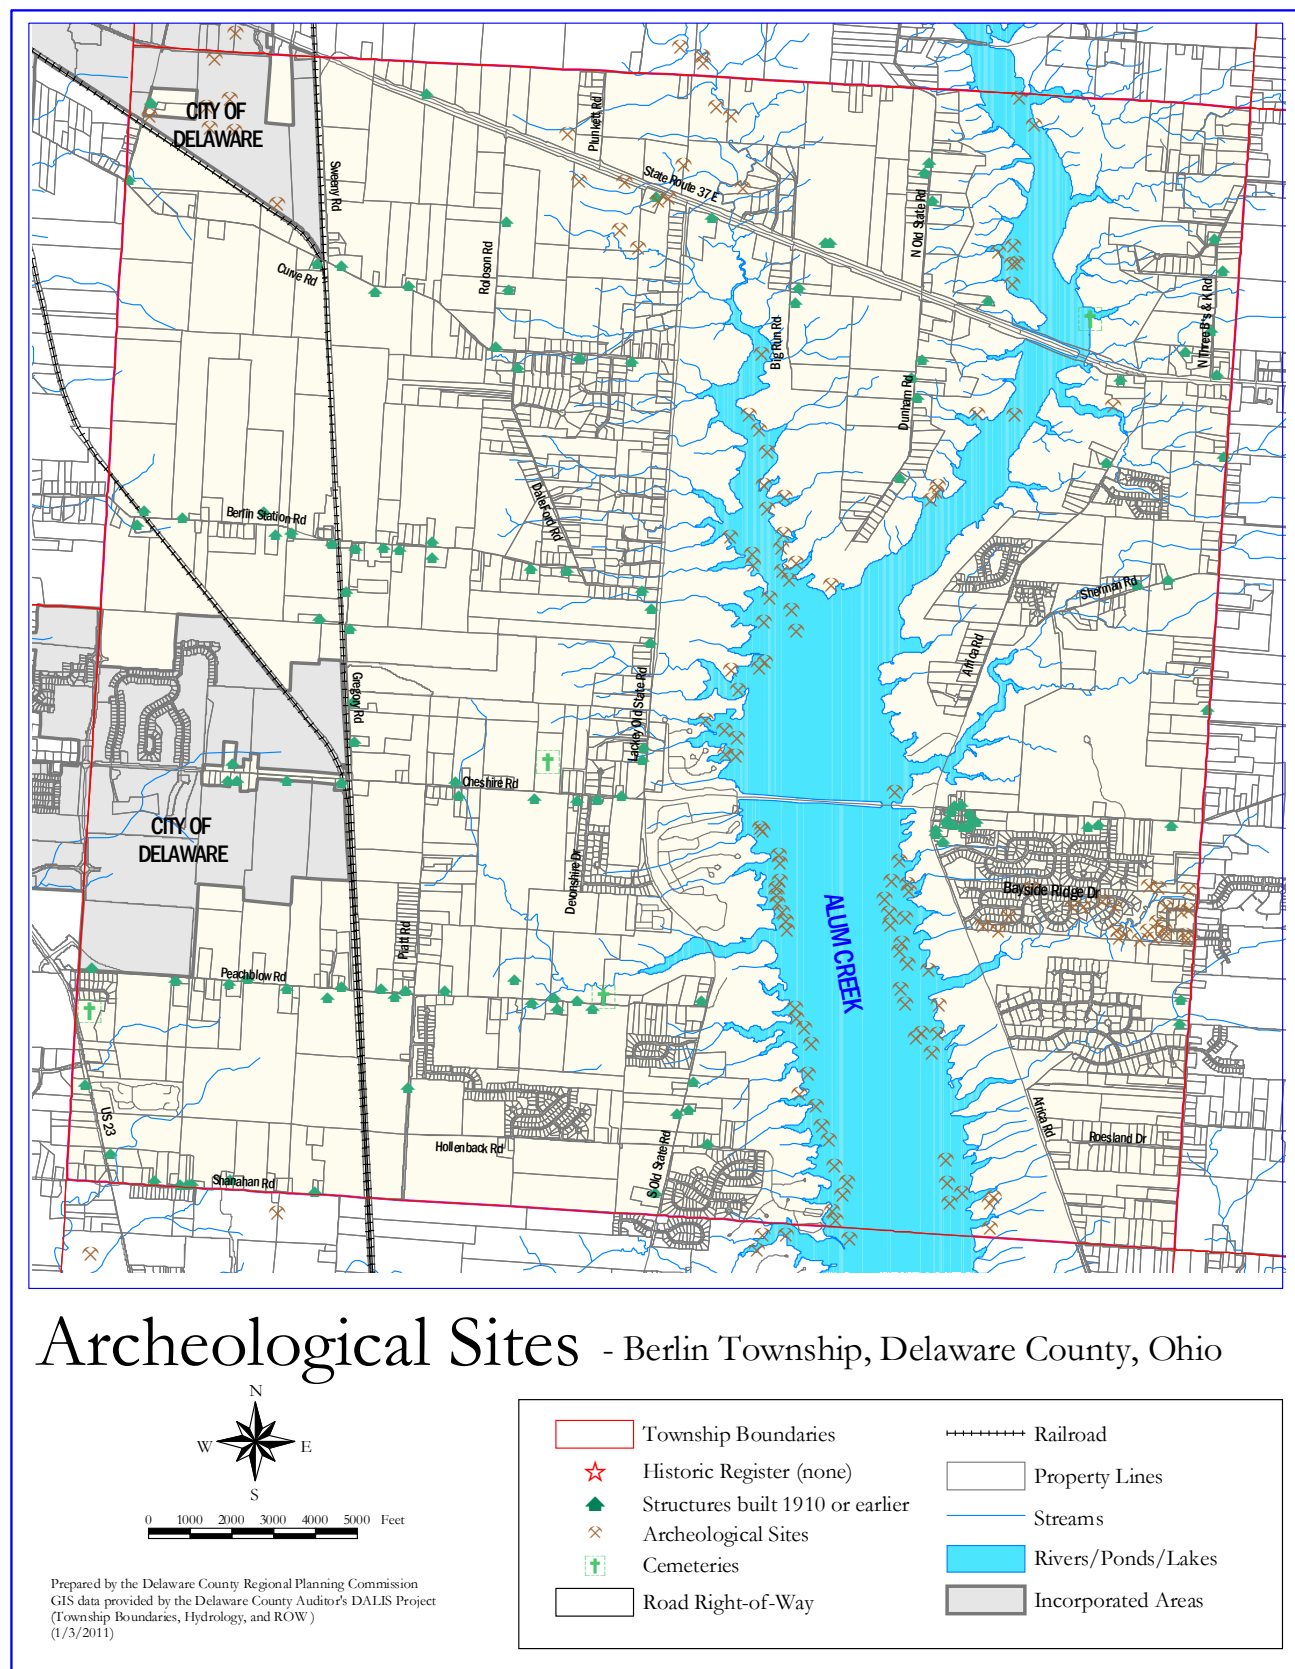 CITY OF
DELAWARE
Plunkett Rd
Sweeny Rd
State Route 37 E
N Old State Rd
Curve Rd
Roloson Rd
N Three B's & K Rd
Big Run Rd
Dunham Rd
Dale Ford Rd
Berlin Station Rd
Sherman Rd
Africa Rd
Gregory Rd
Lackey Old State Rd
Cheshire Rd
CITY OF
DELAWARE
Devonshire Dr
Bayside Ridge Dr
ALUM CREEK
Piatt Rd
Peachblow Rd
US 23
Africa Rd
Roesland Dr
Hollenback Rd
S Old State Rd
Shanahan Rd
Archeological Sites - Berlin Township, Delaware County, Ohio
N
W E
S
0 1000 2000 3000 4000 5000 Feet
Prepared by the Delaware County Regional Planning Commission
GIS data provided by the Delaware County Auditor's DALIS Project
(Township Boundaries, Hydrology, and ROW)
(1/3/2011)
Township Boundaries
Historic Register (none)
Structures built 1910 or earlier
Archeological Sites
Cemeteries
Road Right-of-Way
Railroad
Property Lines
Streams
Rivers/Ponds/Lakes
Incorporated Areas